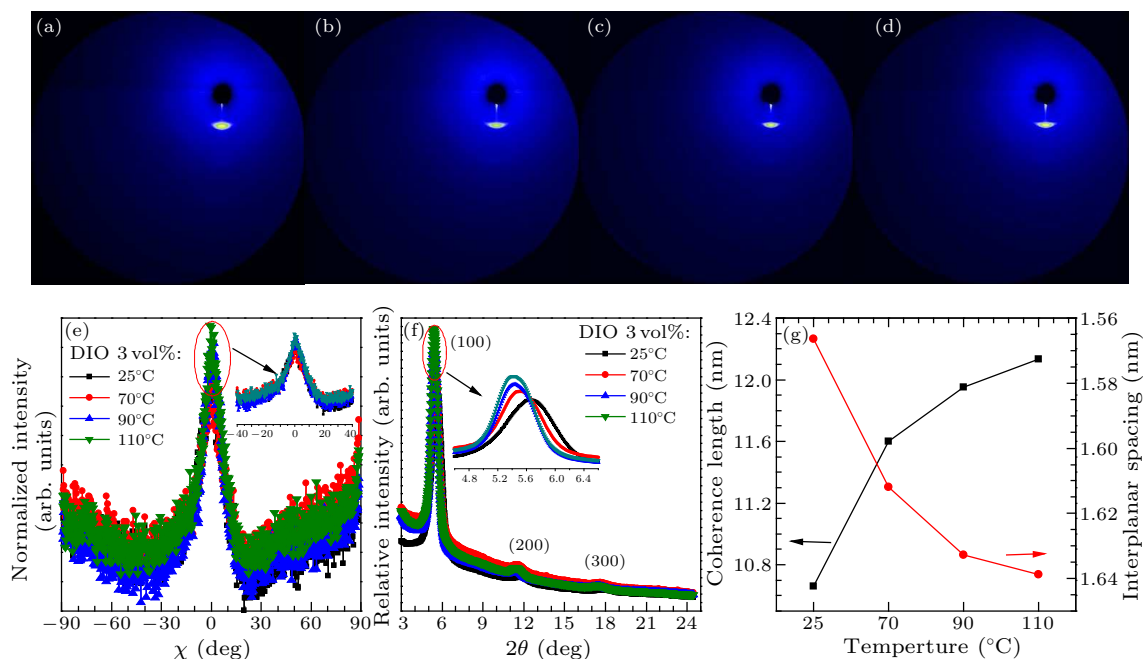 (a) (b) (c) (d)
(e)
DIO 3 vol%:
25°C
70°C
90°C
110°C
Normalized intensity
(arb. units)
-40 -20 0 20 40
-90 -60 -30 0 30 60 90
χ (deg)
(f)
(100)
DIO 3 vol%:
25°C
70°C
90°C
110°C
4.8 5.2 5.6 6.0 6.4
(200)
(300)
Relative intensity (arb. units)
3 6 9 12 15 18 21 24
2θ (deg)
(g)
12.4
12.0
11.6
11.2
10.8
Coherence length (nm)
1.56
1.58
1.60
1.62
1.64
Interplanar spacing (nm)
25 70 90 110
Temperture (°C)